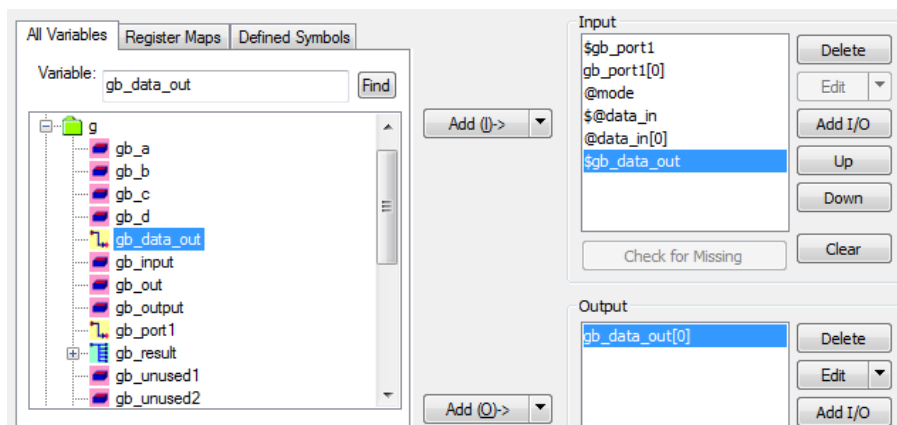 All Variables
Register Maps
Defined Symbols
Variable:
gb_data_out
Find
g
gb_a
gb_b
gb_c
gb_d
gb_data_out
gb_input
gb_out
gb_output
gb_port1
gb_result
gb_unused1
gb_unused2
Add (I)->
Add (O)->
Input
$gb_port1
gb_port1[0]
@mode
$@data_in
@data_in[0]
$gb_data_out
Delete
Edit
Add I/O
Up
Down
Check for Missing
Clear
Output
gb_data_out[0]
Delete
Edit
Add I/O